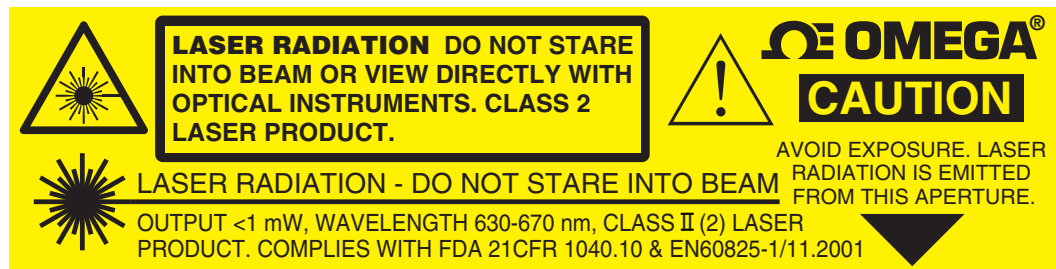 LASER RADIATION DO NOT STARE
INTO BEAM OR VIEW DIRECTLY WITH
OPTICAL INSTRUMENTS. CLASS 2
LASER PRODUCT.
!
ΩE OMEGA®
CAUTION
AVOID EXPOSURE. LASER
RADIATION IS EMITTED
FROM THIS APERTURE.
LASER RADIATION - DO NOT STARE INTO BEAM
OUTPUT <1 mW, WAVELENGTH 630-670 nm, CLASS II (2) LASER
PRODUCT. COMPLIES WITH FDA 21CFR 1040.10 & EN60825-1/11.2001